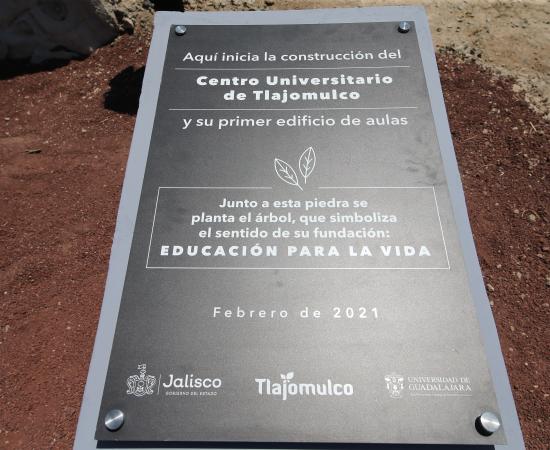 Aquí inicia la construcción del
Centro Universitario
de Tlajomulco
y su primer edificio de aulas
Junto a esta piedra se
planta el árbol, que simboliza
el sentido de su fundación:
EDUCACIÓN PARA LA VIDA
Febrero de 2021
Jalisco
GOBIERNO DEL ESTADO
Tlajomulco
UNIVERSIDAD DE
GUADALAJARA